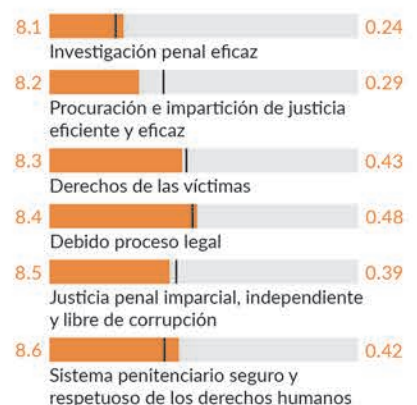 8.1 0.24
Investigación penal eficaz
8.2 0.29
Procuración e impartición de justicia
eficiente y eficaz
8.3 0.43
Derechos de las víctimas
8.4 0.48
Debido proceso legal
8.5 0.39
Justicia penal imparcial, independiente
y libre de corrupción
8.6 0.42
Sistema penitenciario seguro y
respetuoso de los derechos humanos